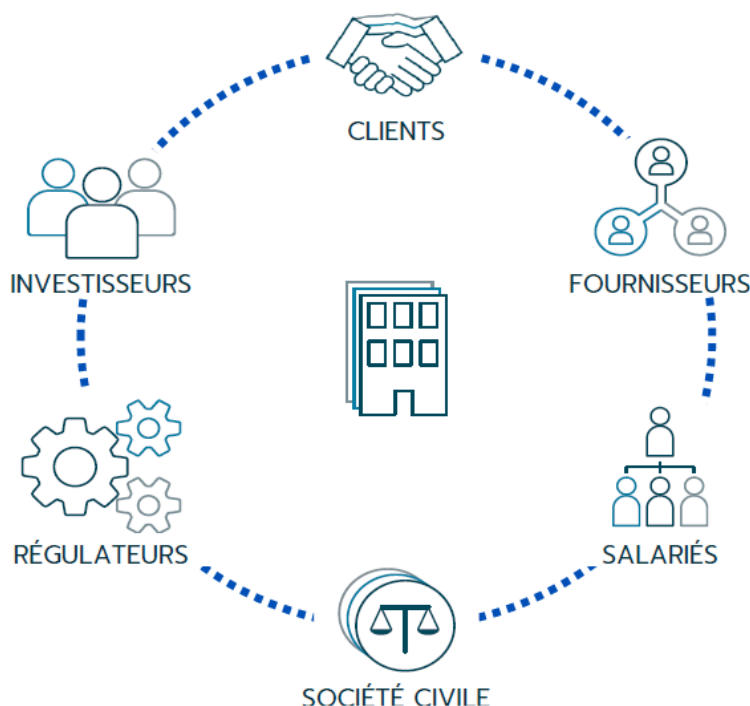 CLIENTS
INVESTISSEURS
FOURNISSEURS
RÉGULATEURS
SALARIÉS
SOCIÉTÉ CIVILE